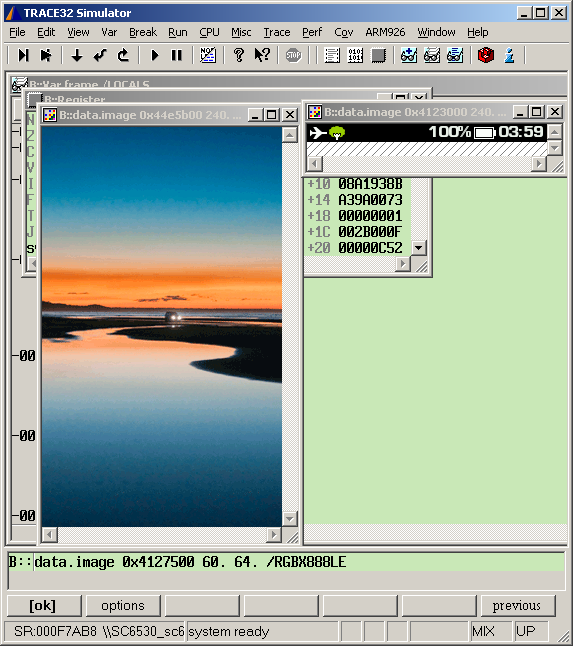 TRACE32 Simulator
File Edit View Var Break Run CPU Misc Trace Perf Cov ARM926 Window Help
B::Var.frame /LOCALS
B::Register
B::data.image 0x44e5b00 240. ...
B::data.image 0x4123000 240. ...
100% 03:59
N
Z
C
V
I
F
T
J
+10 08A1938B
+14 A39A0073
+18 00000001
+1C 002B000F
+20 00000C52
-00
-00
-00
B::data.image 0x4127500 60. 64. /RGBX888LE
[ok] options previous
SR:000F7AB8 \\SC6530_sc6 system ready MIX UP